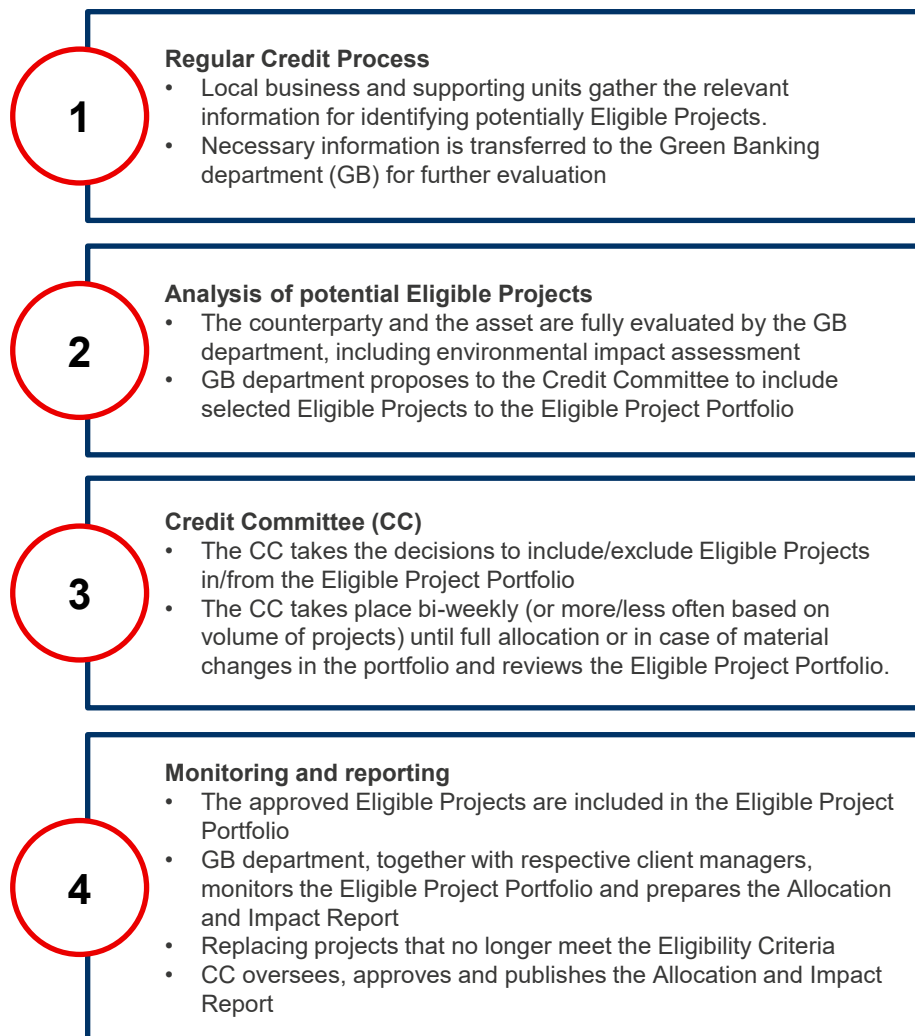 1
Regular Credit Process
• Local business and supporting units gather the relevant
information for identifying potentially Eligible Projects.
• Necessary information is transferred to the Green Banking
department (GB) for further evaluation
2
Analysis of potential Eligible Projects
• The counterparty and the asset are fully evaluated by the GB
department, including environmental impact assessment
• GB department proposes to the Credit Committee to include
selected Eligible Projects to the Eligible Project Portfolio
3
Credit Committee (CC)
• The CC takes the decisions to include/exclude Eligible Projects
in/from the Eligible Project Portfolio
• The CC takes place bi-weekly (or more/less often based on
volume of projects) until full allocation or in case of material
changes in the portfolio and reviews the Eligible Project Portfolio.
4
Monitoring and reporting
• The approved Eligible Projects are included in the Eligible Project
Portfolio
• GB department, together with respective client managers,
monitors the Eligible Project Portfolio and prepares the Allocation
and Impact Report
• Replacing projects that no longer meet the Eligibility Criteria
• CC oversees, approves and publishes the Allocation and Impact
Report